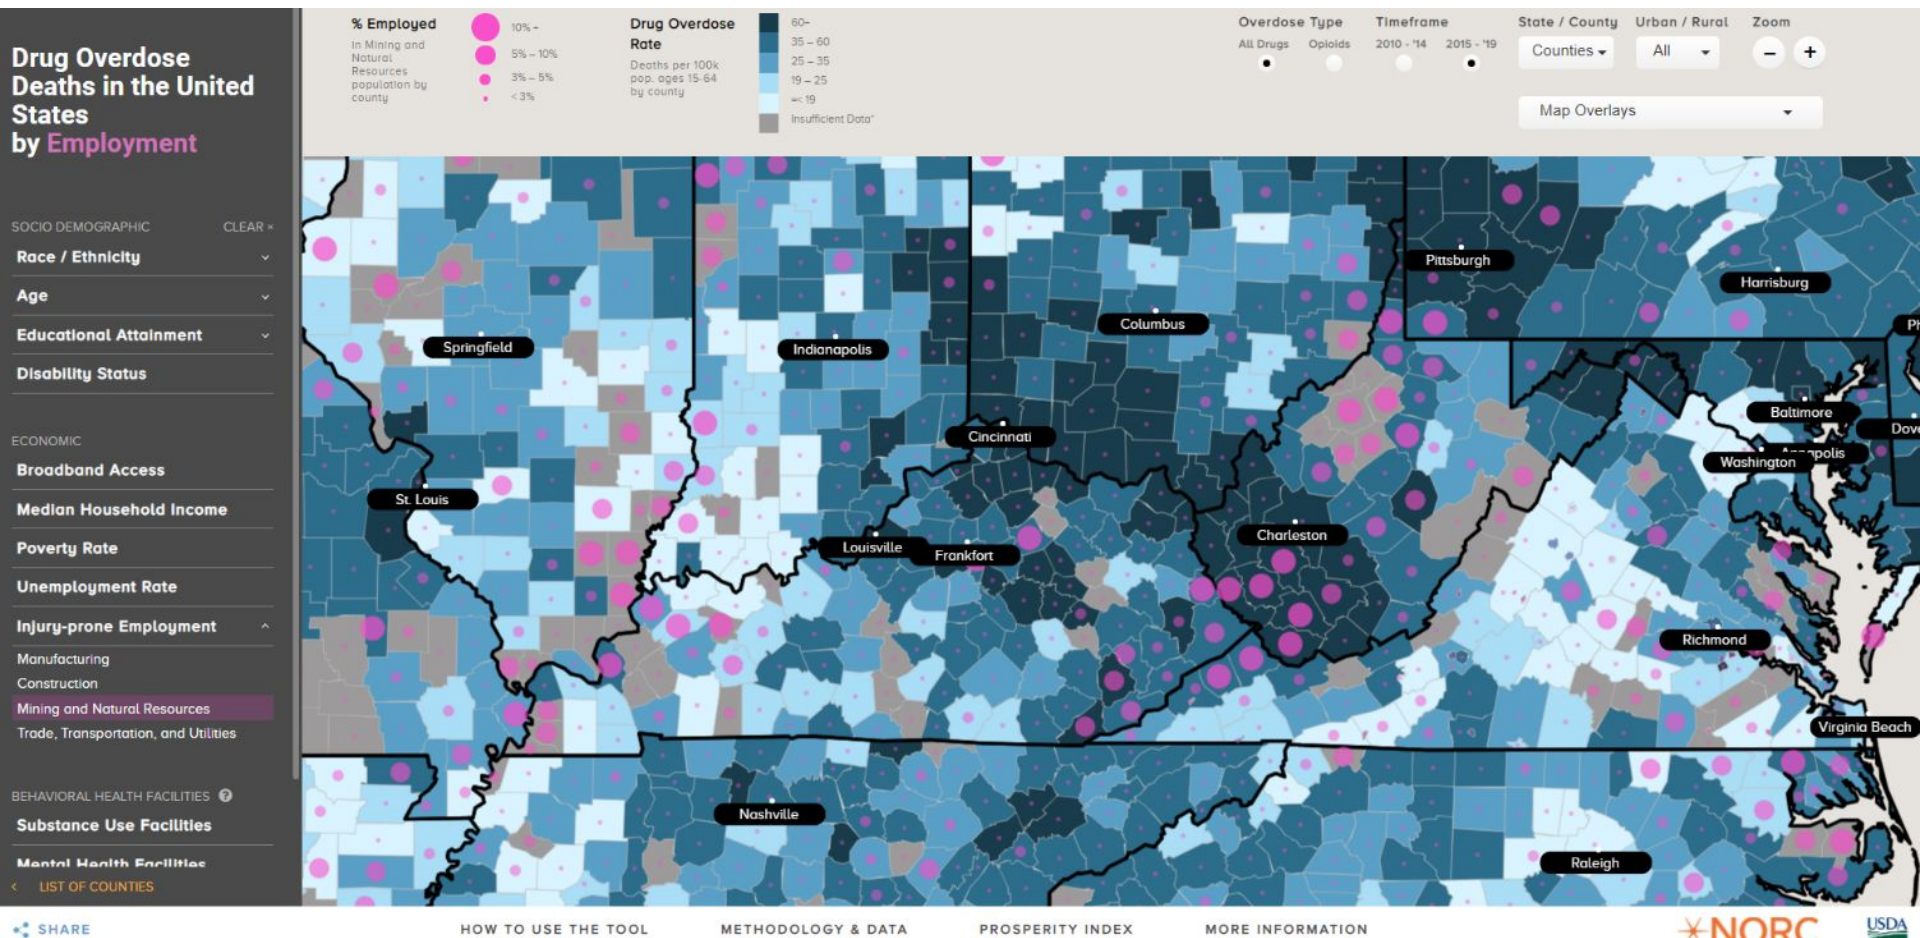 Drug Overdose
Deaths in the United
States
by Employment
SOCIO DEMOGRAPHIC
CLEAR ×
Race / Ethnicity
Age
Educational Attainment
Disability Status
ECONOMIC
Broadband Access
Median Household Income
Poverty Rate
Unemployment Rate
Injury-prone Employment
Manufacturing
Construction
Mining and Natural Resources
Trade, Transportation, and Utilities
BEHAVIORAL HEALTH FACILITIES ?
Substance Use Facilities
Mental Health Facilities
< LIST OF COUNTIES
% Employed
In Mining and
Natural
Resources
population by
county
10% –
5% – 10%
3% – 5%
< 3%
Drug Overdose
Rate
Deaths per 100k
pop. ages 15-64
by county
60–
35 – 60
25 – 35
19 – 25
=< 19
Insufficient Data*
Overdose Type
All Drugs
Opioids
Timeframe
2010 - '14
2015 - '19
State / County
Counties
Urban / Rural
All
Zoom
– +
Map Overlays
Pittsburgh
Harrisburg
Columbus
Ph
Springfield
Indianapolis
Baltimore
Dove
Cincinnati
Annapolis
Washington
St. Louis
Charleston
Louisville
Frankfort
Richmond
Virginia Beach
Nashville
Raleigh
SHARE
HOW TO USE THE TOOL
METHODOLOGY & DATA
PROSPERITY INDEX
MORE INFORMATION
NORC
USDA